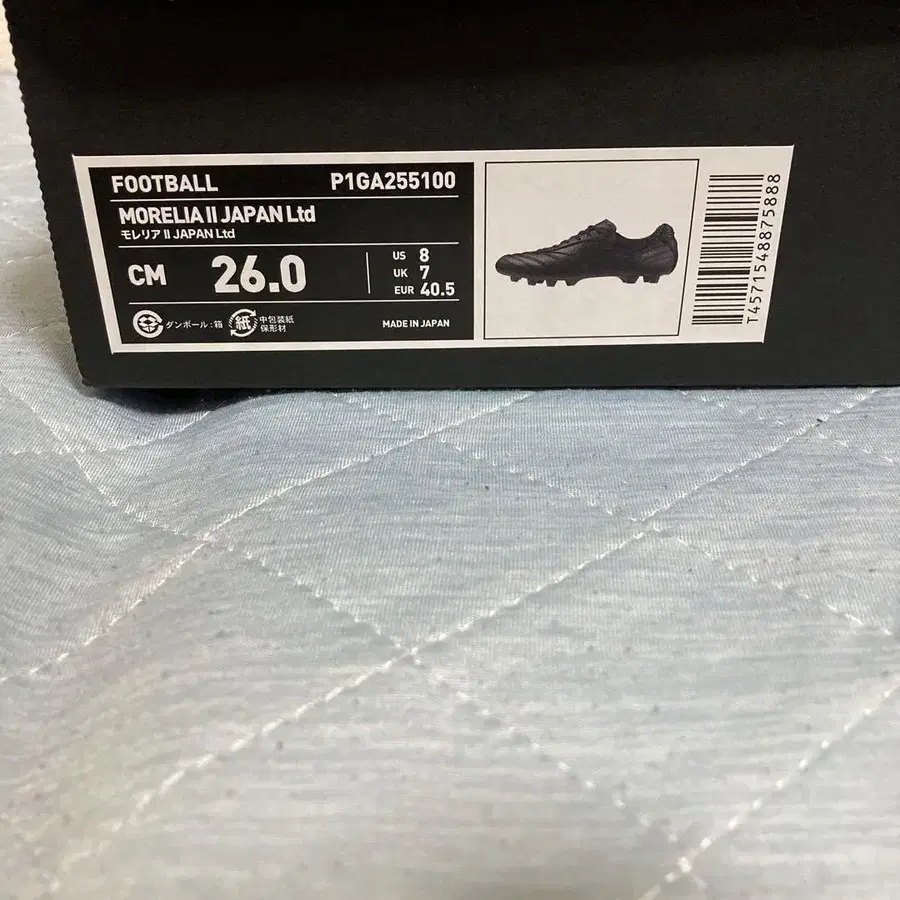 FOOTBALL P1GA255100
MORELIA II JAPAN Ltd
モレリア II JAPAN Ltd
CM 26.0
US 8
UK 7
EUR 40.5
ダンボール:箱
紙
中包装紙
保形材
MADE IN JAPAN
T4571548875888